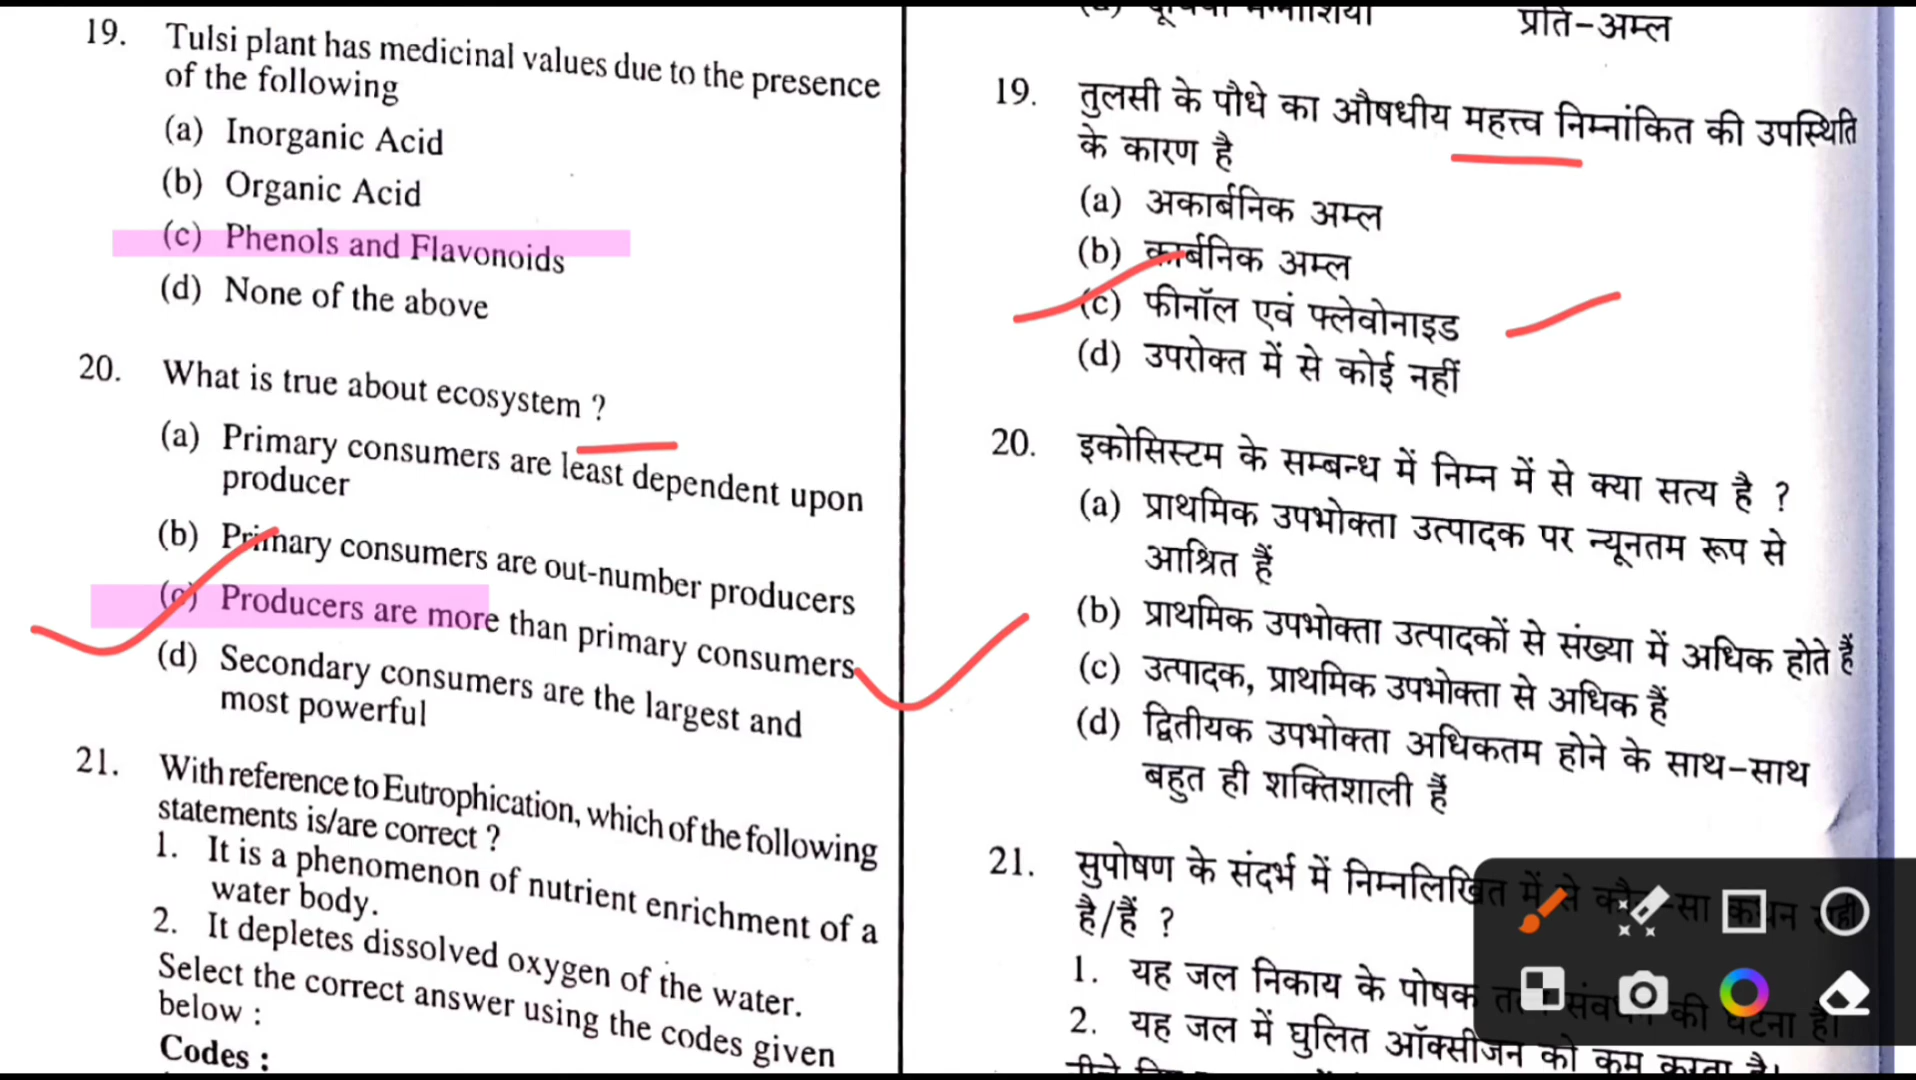 19. Tulsi plant has medicinal values due to the presence
of the following
(a) Inorganic Acid
(b) Organic Acid
(c) Phenols and Flavonoids
(d) None of the above
20. What is true about ecosystem ?
(a) Primary consumers are least dependent upon
producer
(b) Primary consumers are out-number producers
(c) Producers are more than primary consumers
(d) Secondary consumers are the largest and
most powerful
21. With reference to Eutrophication, which of the following
statements is/are correct ?
1. It is a phenomenon of nutrient enrichment of a
water body.
2. It depletes dissolved oxygen of the water.
Select the correct answer using the codes given
below :
Codes :
प्रति-अम्ल
19. तुलसी के पौधे का औषधीय महत्त्व निम्नांकित की उपस्थिति
के कारण है
(a) अकार्बनिक अम्ल
(b) कार्बनिक अम्ल
(c) फीनॉल एवं फ्लेवोनाइड
(d) उपरोक्त में से कोई नहीं
20. इकोसिस्टम के सम्बन्ध में निम्न में से क्या सत्य है ?
(a) प्राथमिक उपभोक्ता उत्पादक पर न्यूनतम रूप से
आश्रित हैं
(b) प्राथमिक उपभोक्ता उत्पादकों से संख्या में अधिक होते हैं
(c) उत्पादक, प्राथमिक उपभोक्ता से अधिक हैं
(d) द्वितीयक उपभोक्ता अधिकतम होने के साथ-साथ
बहुत ही शक्तिशाली हैं
21. सुपोषण के संदर्भ में निम्नलिखित में से कौन-सा कथन सही
है/हैं ?
1. यह जल निकाय के पोषक तत्व संवर्धन की घटना है।
2. यह जल में घुलित ऑक्सीजन को कम करता है।